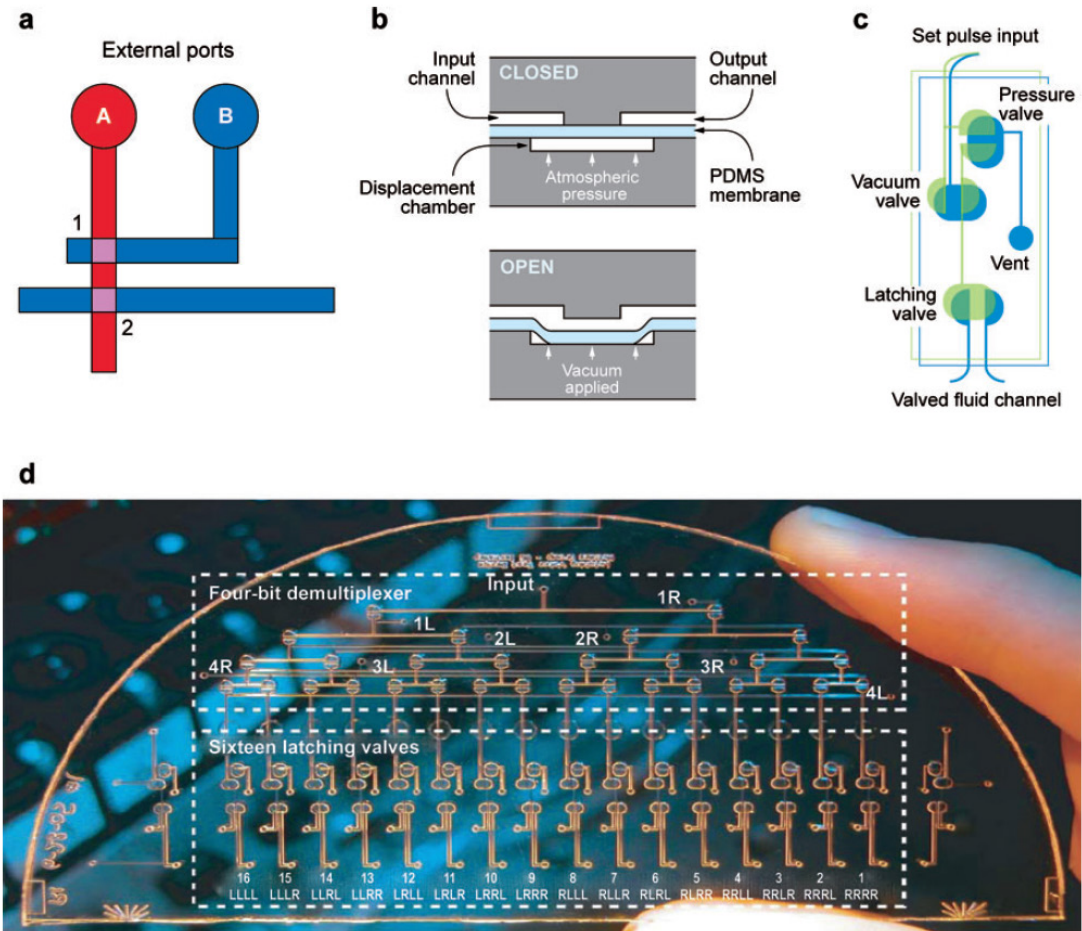 a
External ports
A
B
1
2
b
CLOSED
Input
channel
Output
channel
Displacement
chamber
Atmospheric
pressure
PDMS
membrane
OPEN
Vacuum
applied
c
Set pulse input
Pressure
valve
Vacuum
valve
Vent
Latching
valve
Valved fluid channel
d
Four-bit demultiplexer
Input
1R
1L
2L
2R
4R
3L
3R
4L
Sixteen latching valves
16 15 14 13 12 11 10 9 8 7 6 5 4 3 2 1
LLLL LLLR LLRL LLRR LRLL LRLR LRRL LRRR RLLL RLLR RLRL RLRR RRLL RRLR RRRL RRRR